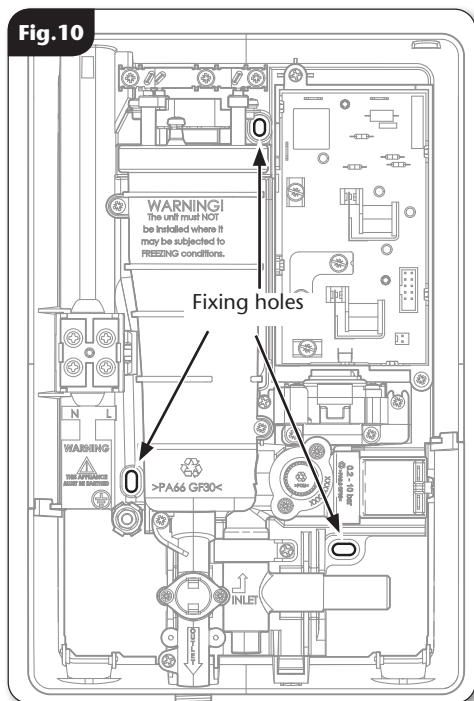 Fig.10
WARNING!
The unit must NOT
be installed where it
may be subjected to
FREEZING conditions.
Fixing holes
N L
WARNING
THIS APPLIANCE
MUST BE EARTHED
>PA66 GF30<
0.2 - 10 bar
INLET
OUTLET